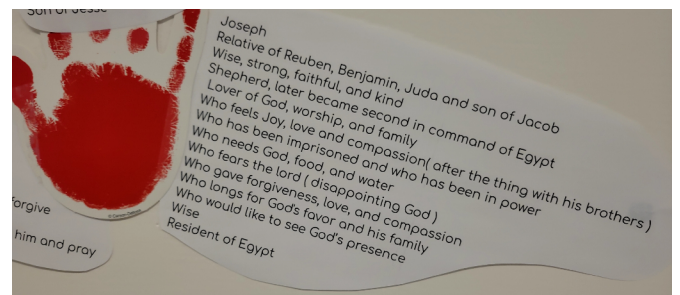 Son of Jesse
Joseph
Relative of Reuben, Benjamin, Juda and son of Jacob
Wise, strong, faithful, and kind
Shepherd, later became second in command of Egypt
Lover of God, worship, and family
Who feels Joy, love and compassion( after the thing with his brothers )
Who has been imprisoned and who has been in power
Who needs God, food, and water
Who fears the lord ( disappointing God )
Who gave forgiveness, love, and compassion
Who longs for God's favor and his family
Who would like to see God's presence
Wise
Resident of Egypt
forgive
him and pray